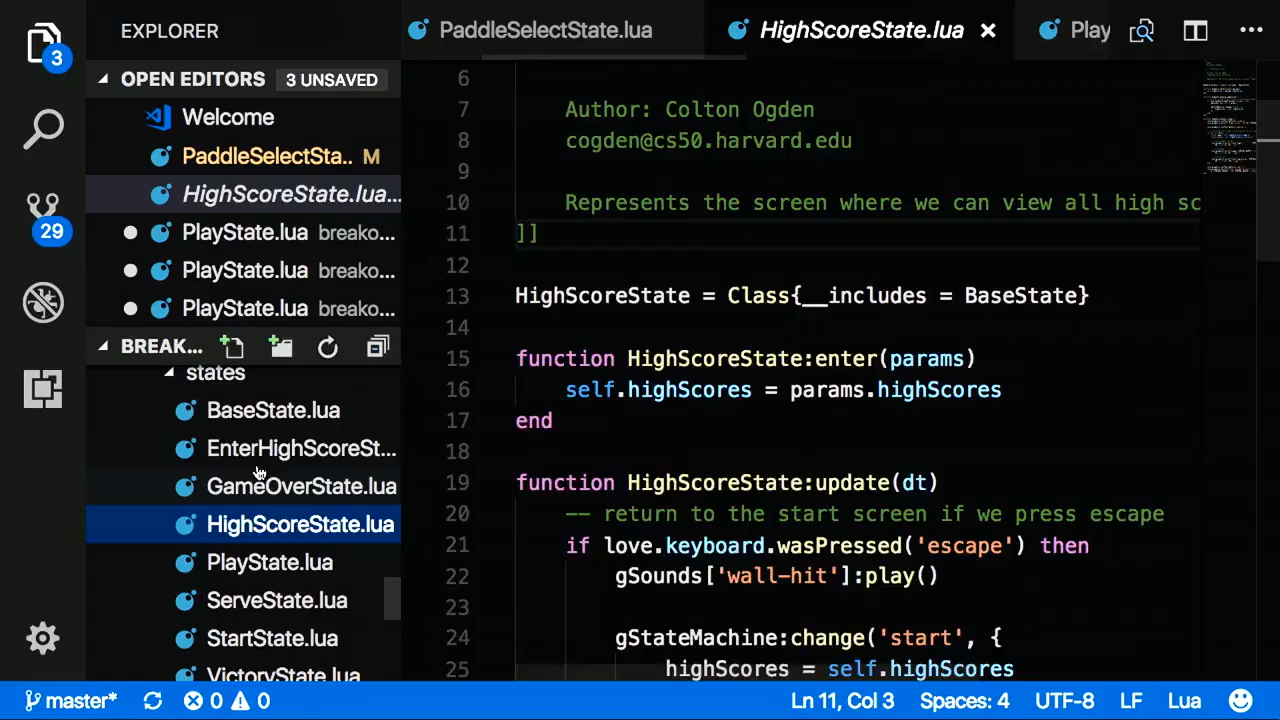 EXPLORER
OPEN EDITORS 3 UNSAVED
Welcome
PaddleSelectSta.. M
HighScoreState.lua...
PlayState.lua breako...
PlayState.lua breako...
PlayState.lua breako...
BREAK...
states
BaseState.lua
EnterHighScoreSt...
GameOverState.lua
HighScoreState.lua
PlayState.lua
ServeState.lua
StartState.lua
VictoryState.lua
3
29
PaddleSelectState.lua HighScoreState.lua Play
6
7 Author: Colton Ogden
8 cogden@cs50.harvard.edu
9
10 Represents the screen where we can view all high sc
11 ]]
12
13 HighScoreState = Class{__includes = BaseState}
14
15 function HighScoreState:enter(params)
16 self.highScores = params.highScores
17 end
18
19 function HighScoreState:update(dt)
20 -- return to the start screen if we press escape
21 if love.keyboard.wasPressed('escape') then
22 gSounds['wall-hit']:play()
23
24 gStateMachine:change('start', {
25 highScores = self.highScores
master* 0 0 Ln 11, Col 3 Spaces: 4 UTF-8 LF Lua